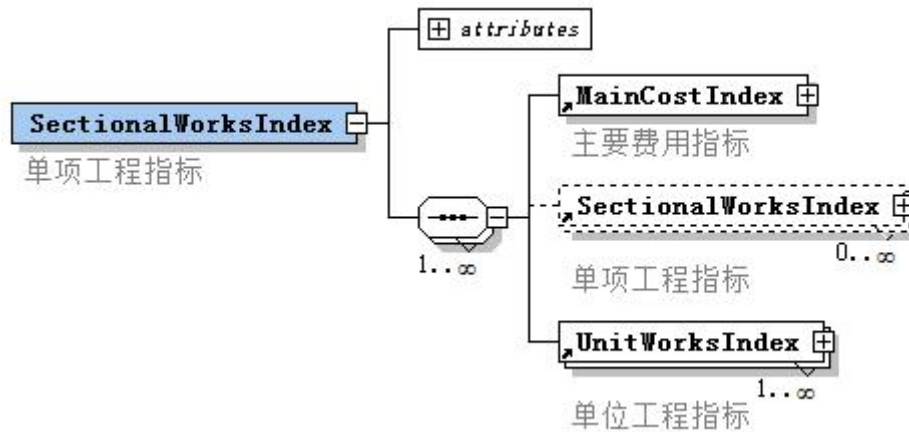 attributes
SectionalWorksIndex
单项工程指标
1..∞
MainCostIndex
主要费用指标
SectionalWorksIndex
0..∞
单项工程指标
UnitWorksIndex
1..∞
单位工程指标